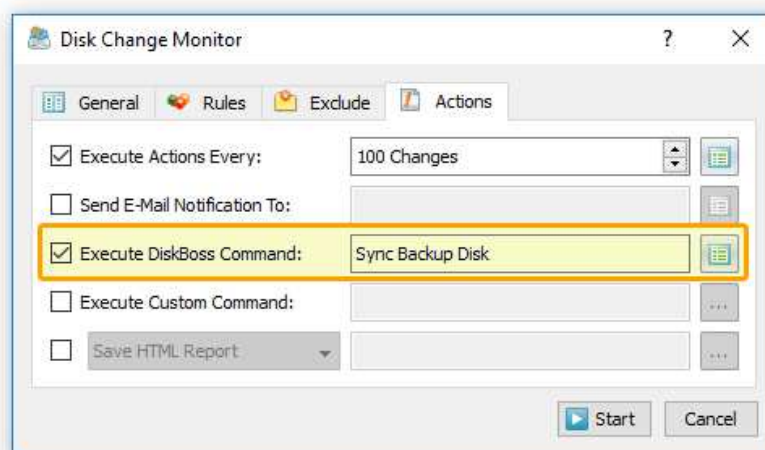 Disk Change Monitor ? ×
General Rules Exclude Actions
Execute Actions Every: 100 Changes
Send E-Mail Notification To:
Execute DiskBoss Command: Sync Backup Disk
Execute Custom Command: ...
Save HTML Report ...
Start Cancel